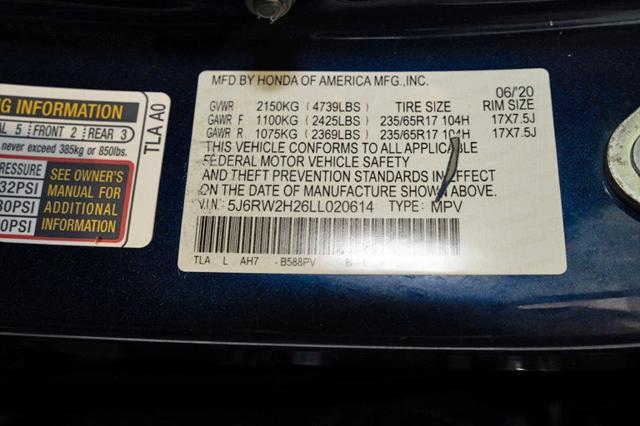 NG INFORMATION
AL 5 FRONT 2 REAR 3
never exceed 385kg or 850lbs.
PRESSURE
32PSI
30PSI
0PSI
SEE OWNER'S
MANUAL FOR
ADDITIONAL
INFORMATION
TLA A0
MFD BY HONDA OF AMERICA MFG.,INC.
06/'20
GVWR 2150KG (4739LBS) TIRE SIZE RIM SIZE
GAWR F 1100KG (2425LBS) 235/65R17 104H 17X7.5J
GAWR R 1075KG (2369LBS) 235/65R17 104H 17X7.5J
THIS VEHICLE CONFORMS TO ALL APPLICABLE
FEDERAL MOTOR VEHICLE SAFETY
AND THEFT PREVENTION STANDARDS IN EFFECT
ON THE DATE OF MANUFACTURE SHOWN ABOVE.
V.I.N.: 5J6RW2H26LL020614 TYPE: MPV
TLA L AH7 - B588PV - B L